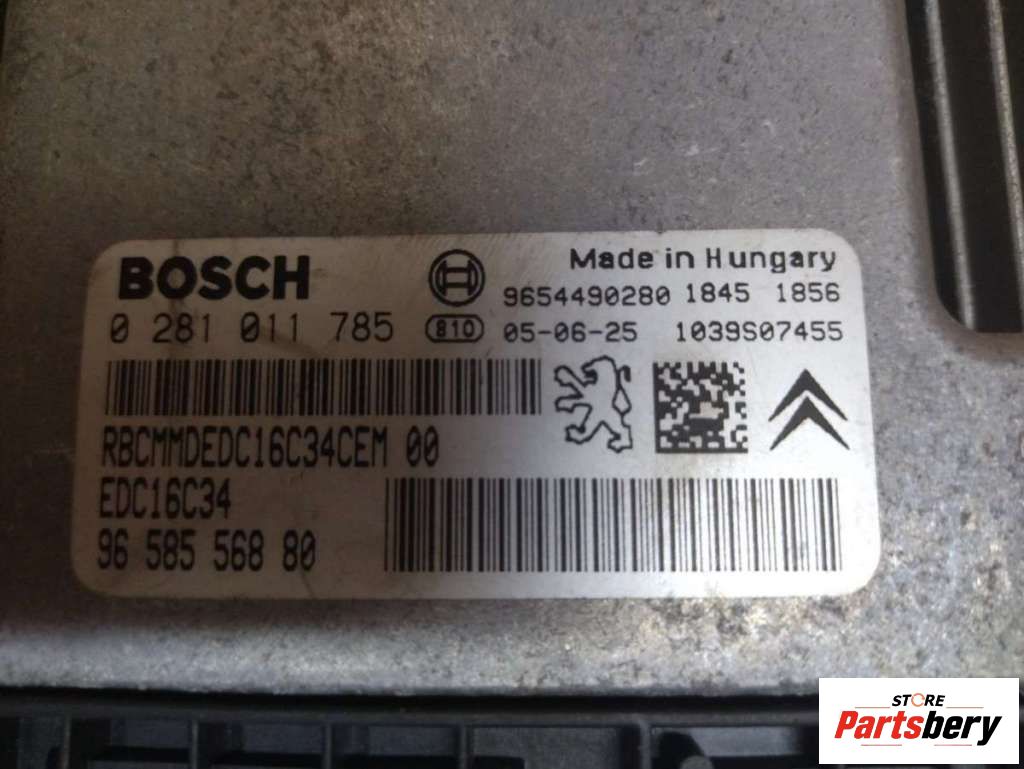 BOSCH
Made in Hungary
9654490280 1845 1856
0 281 011 785 810 05-06-25 1039S07455
RBCMMDEDC16C34CEM 00
EDC16C34
96 585 568 80
STORE
Partsbery